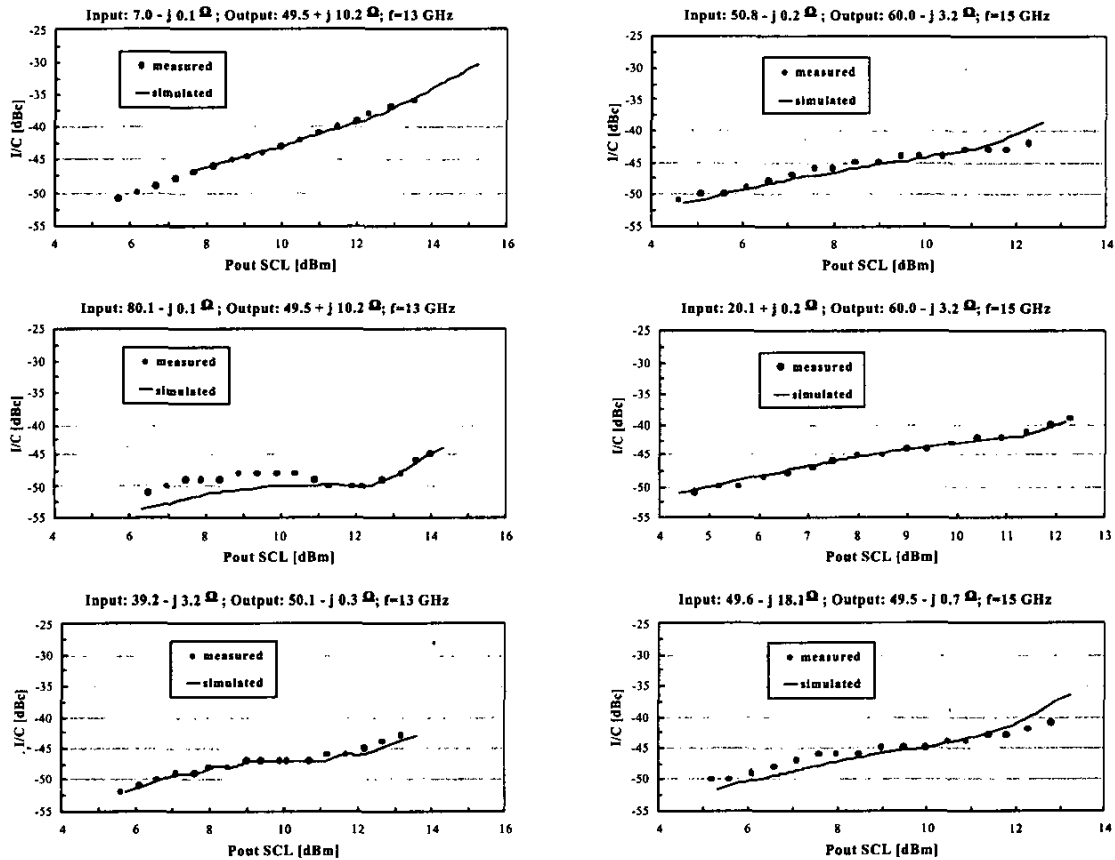 Input: 7.0 - j 0.1 Ω ; Output: 49.5 + j 10.2 Ω; f=13 GHz
-25
-30
-35
-40
-45
-50
-55
I/C [dBc]
measured
simulated
4 6 8 10 12 14 16
Pout SCL [dBm]
Input: 50.8 - j 0.2 Ω ; Output: 60.0 - j 3.2 Ω; f=15 GHz
-25
-30
-35
-40
-45
-50
-55
I/C [dBc]
measured
simulated
4 6 8 10 12 14
Pout SCL [dBm]
Input: 80.1 - j 0.1 Ω ; Output: 49.5 + j 10.2 Ω; f=13 GHz
-25
-30
-35
-40
-45
-50
-55
I/C [dBc]
measured
simulated
4 6 8 10 12 14 16
Pout SCL [dBm]
Input: 20.1 + j 0.2 Ω ; Output: 60.0 - j 3.2 Ω; f=15 GHz
-25
-30
-35
-40
-45
-50
-55
I/C [dBc]
measured
simulated
4 5 6 7 8 9 10 11 12 13
Pout SCL [dBm]
Input: 39.2 - j 3.2 Ω ; Output: 50.1 - j 0.3 Ω; f=13 GHz
-25
-30
-35
-40
-45
-50
-55
I/C [dBc]
measured
simulated
4 6 8 10 12 14 16
Pout SCL [dBm]
Input: 49.6 - j 18.1 Ω ; Output: 49.5 - j 0.7 Ω; f=15 GHz
-25
-30
-35
-40
-45
-50
-55
I/C [dBc]
measured
simulated
4 6 8 10 12 14
Pout SCL [dBm]